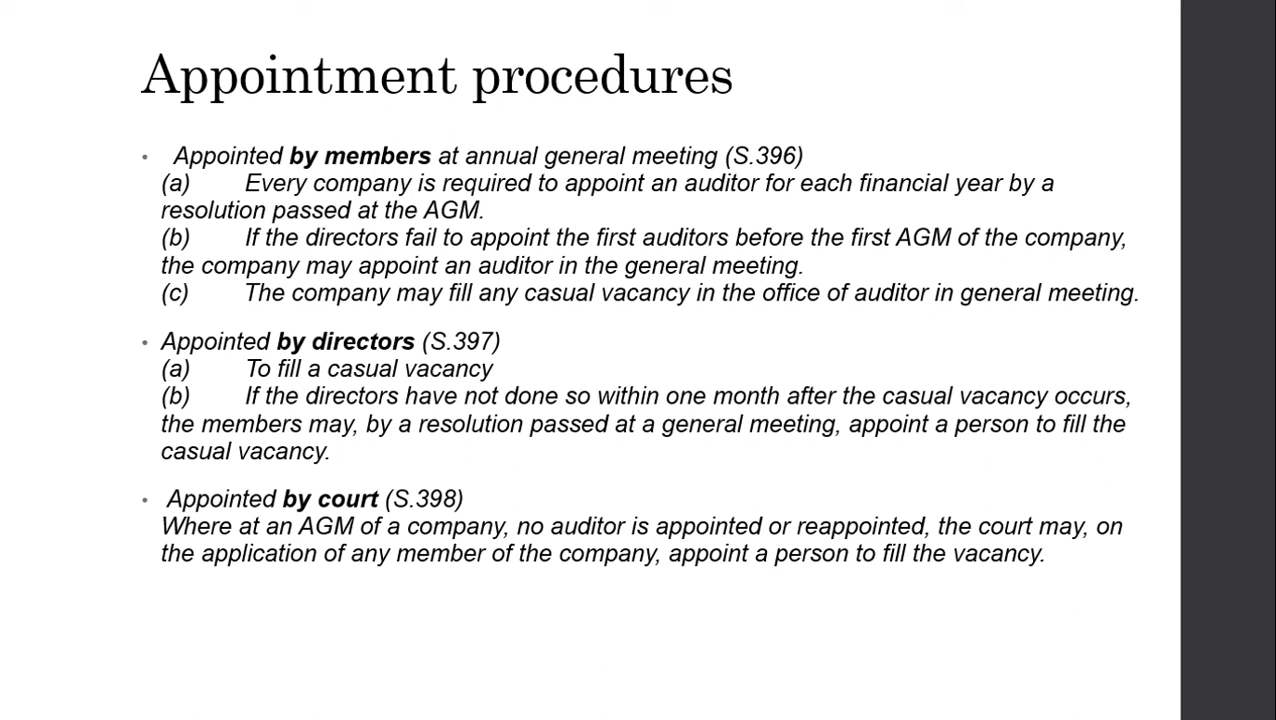 Appointment procedures
• Appointed by members at annual general meeting (S.396)
(a) Every company is required to appoint an auditor for each financial year by a
resolution passed at the AGM.
(b) If the directors fail to appoint the first auditors before the first AGM of the company,
the company may appoint an auditor in the general meeting.
(c) The company may fill any casual vacancy in the office of auditor in general meeting.
• Appointed by directors (S.397)
(a) To fill a casual vacancy
(b) If the directors have not done so within one month after the casual vacancy occurs,
the members may, by a resolution passed at a general meeting, appoint a person to fill the
casual vacancy.
• Appointed by court (S.398)
Where at an AGM of a company, no auditor is appointed or reappointed, the court may, on
the application of any member of the company, appoint a person to fill the vacancy.